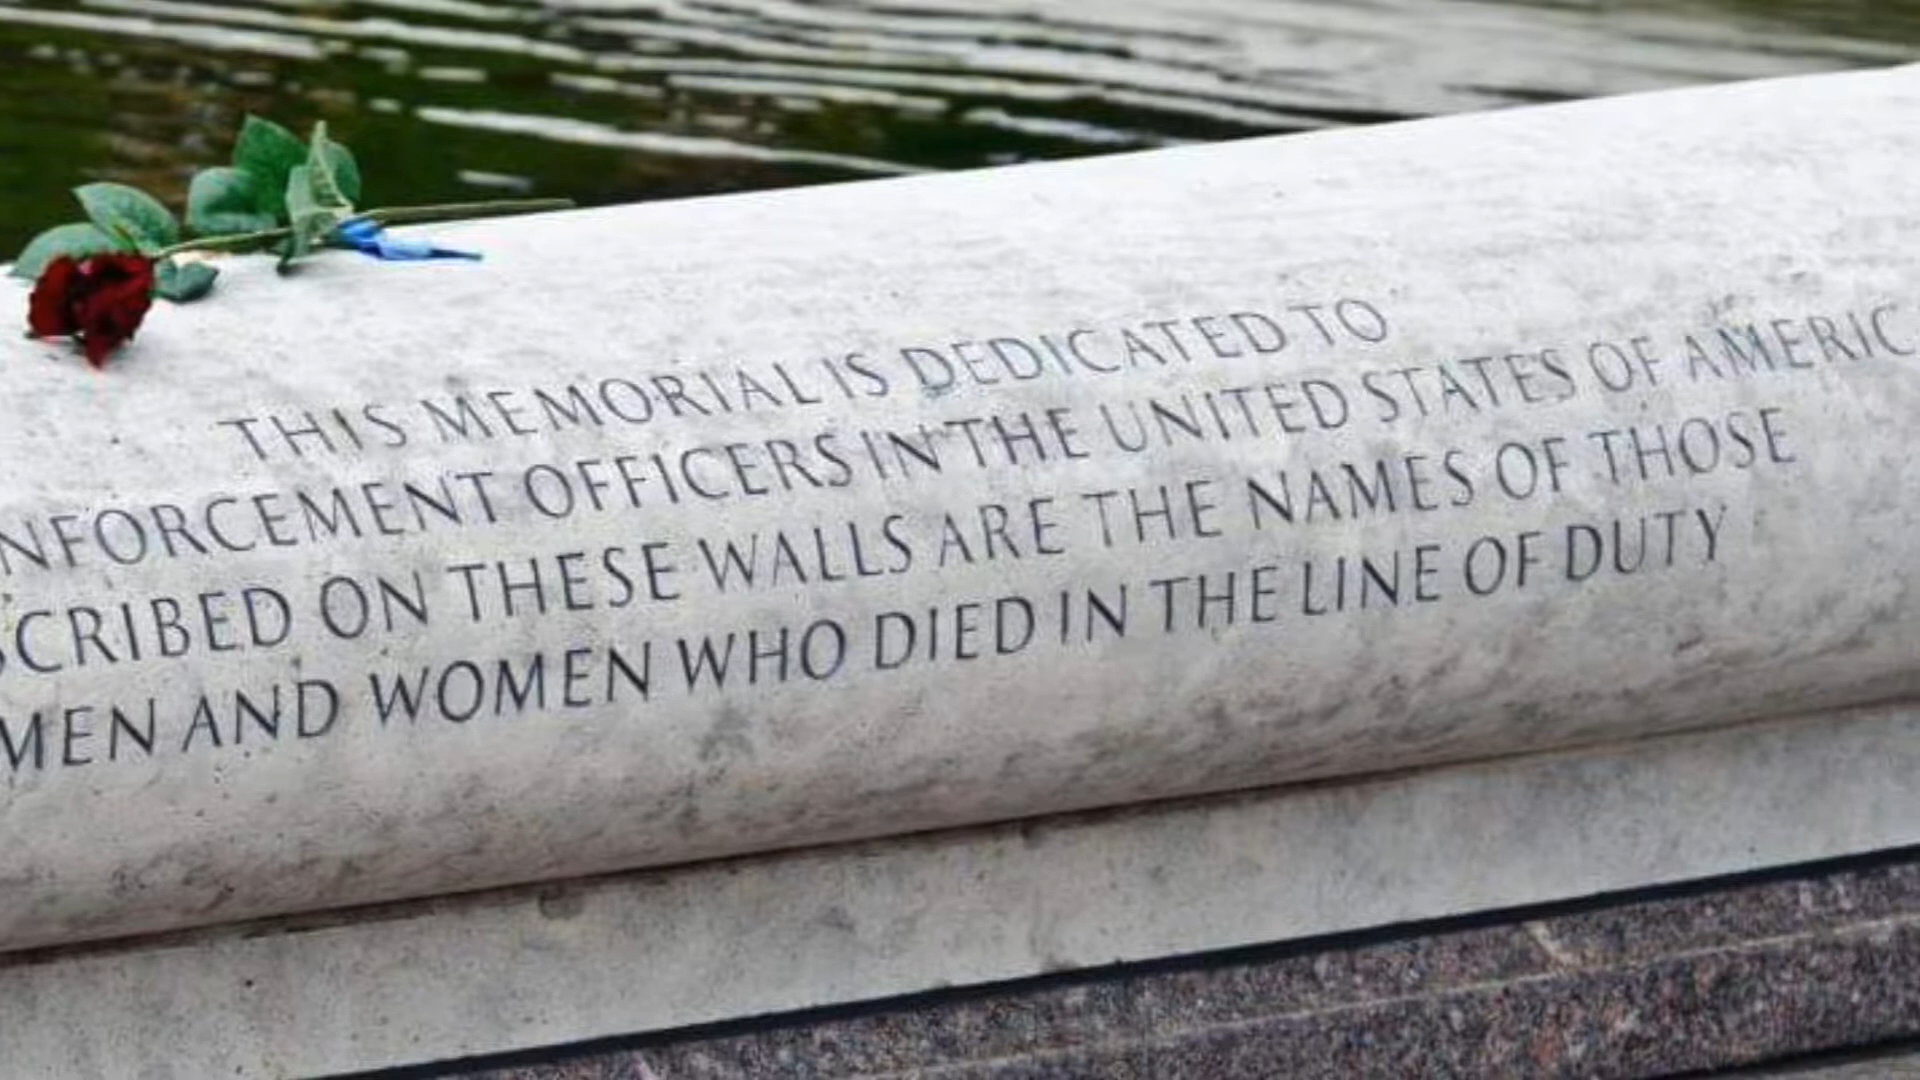 THIS MEMORIAL IS DEDICATED TO
NFORCEMENT OFFICERS IN THE UNITED STATES OF AMERIC
SCRIBED ON THESE WALLS ARE THE NAMES OF THOSE
MEN AND WOMEN WHO DIED IN THE LINE OF DUTY